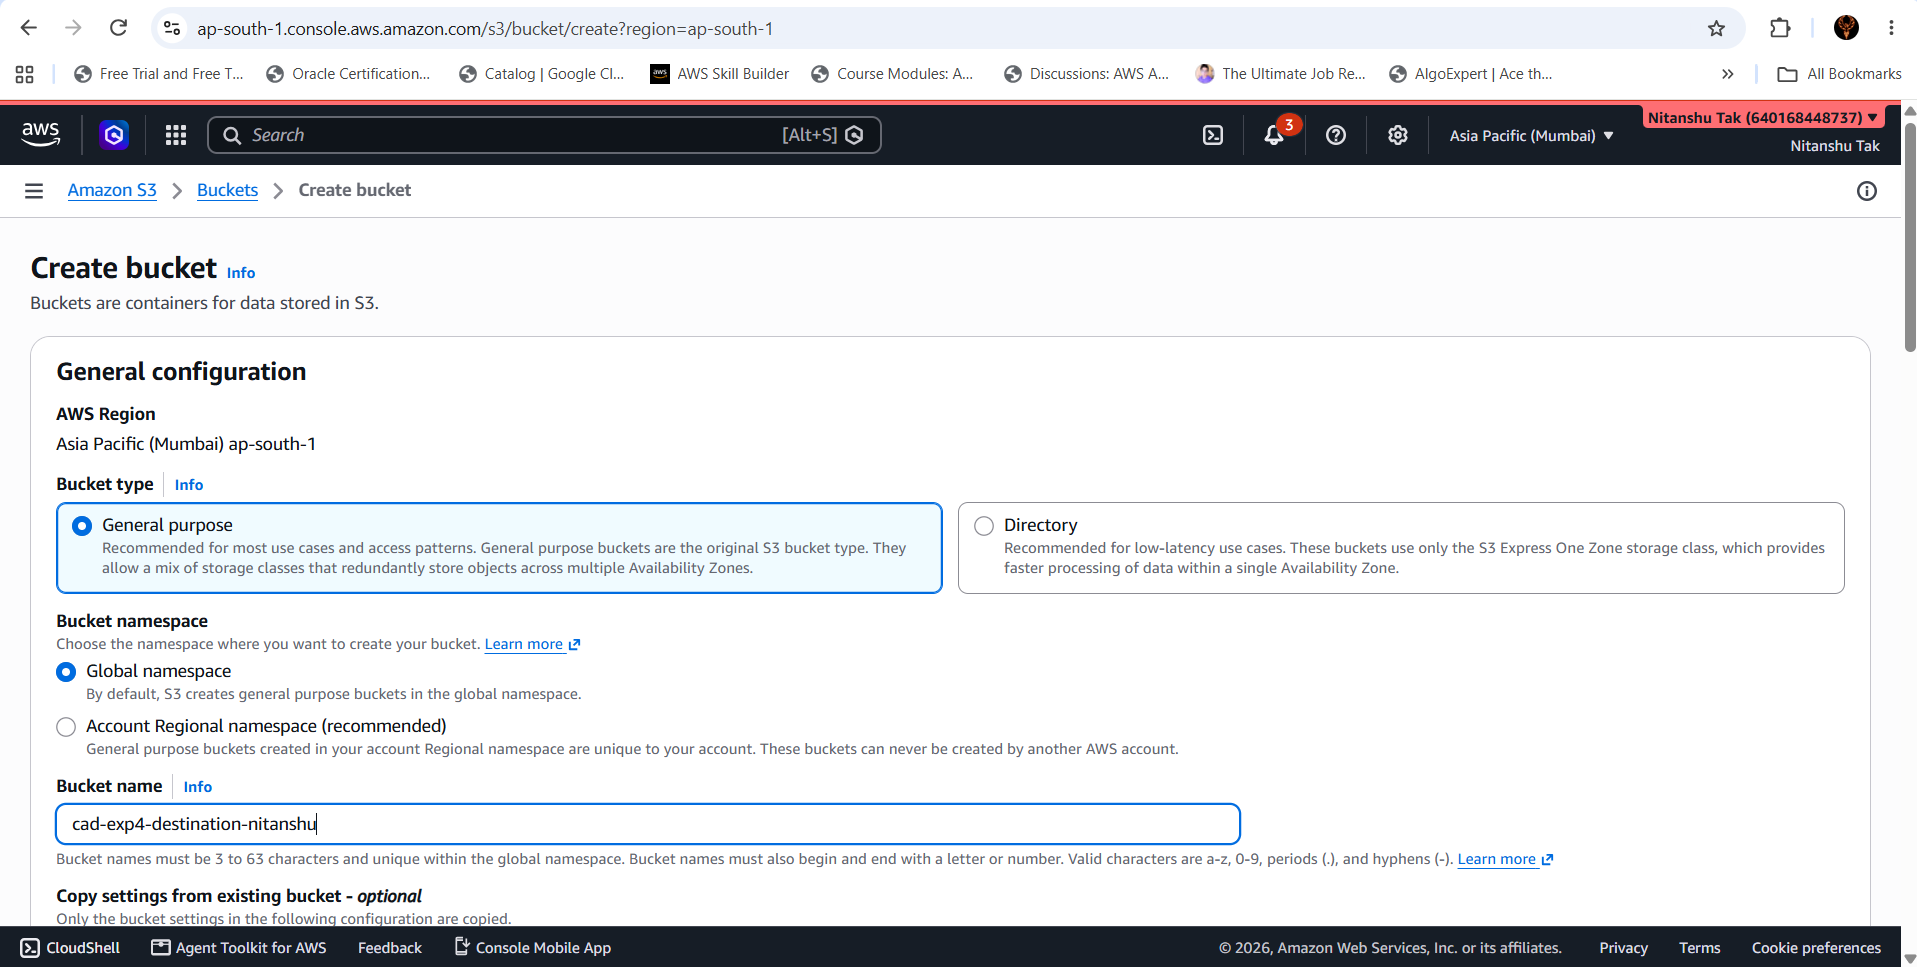 ap-south-1.console.aws.amazon.com/s3/bucket/create?region=ap-south-1
Free Trial and Free T... Oracle Certification... Catalog | Google Cl... aws AWS Skill Builder Course Modules: A... Discussions: AWS A... The Ultimate Job Re... AlgoExpert | Ace th... » All Bookmarks
aws Search [Alt+S] 3 Asia Pacific (Mumbai) Nitanshu Tak (640168448737)
Nitanshu Tak
Amazon S3 Buckets Create bucket
Create bucket Info
Buckets are containers for data stored in S3.
General configuration
AWS Region
Asia Pacific (Mumbai) ap-south-1
Bucket type Info
General purpose
Recommended for most use cases and access patterns. General purpose buckets are the original S3 bucket type. They
allow a mix of storage classes that redundantly store objects across multiple Availability Zones.
Directory
Recommended for low-latency use cases. These buckets use only the S3 Express One Zone storage class, which provides
faster processing of data within a single Availability Zone.
Bucket namespace
Choose the namespace where you want to create your bucket. Learn more
Global namespace
By default, S3 creates general purpose buckets in the global namespace.
Account Regional namespace (recommended)
General purpose buckets created in your account Regional namespace are unique to your account. These buckets can never be created by another AWS account.
Bucket name Info
cad-exp4-destination-nitanshu
Bucket names must be 3 to 63 characters and unique within the global namespace. Bucket names must also begin and end with a letter or number. Valid characters are a-z, 0-9, periods (.), and hyphens (-). Learn more
Copy settings from existing bucket - optional
Only the bucket settings in the following configuration are copied.
CloudShell Agent Toolkit for AWS Feedback Console Mobile App © 2026, Amazon Web Services, Inc. or its affiliates. Privacy Terms Cookie preferences